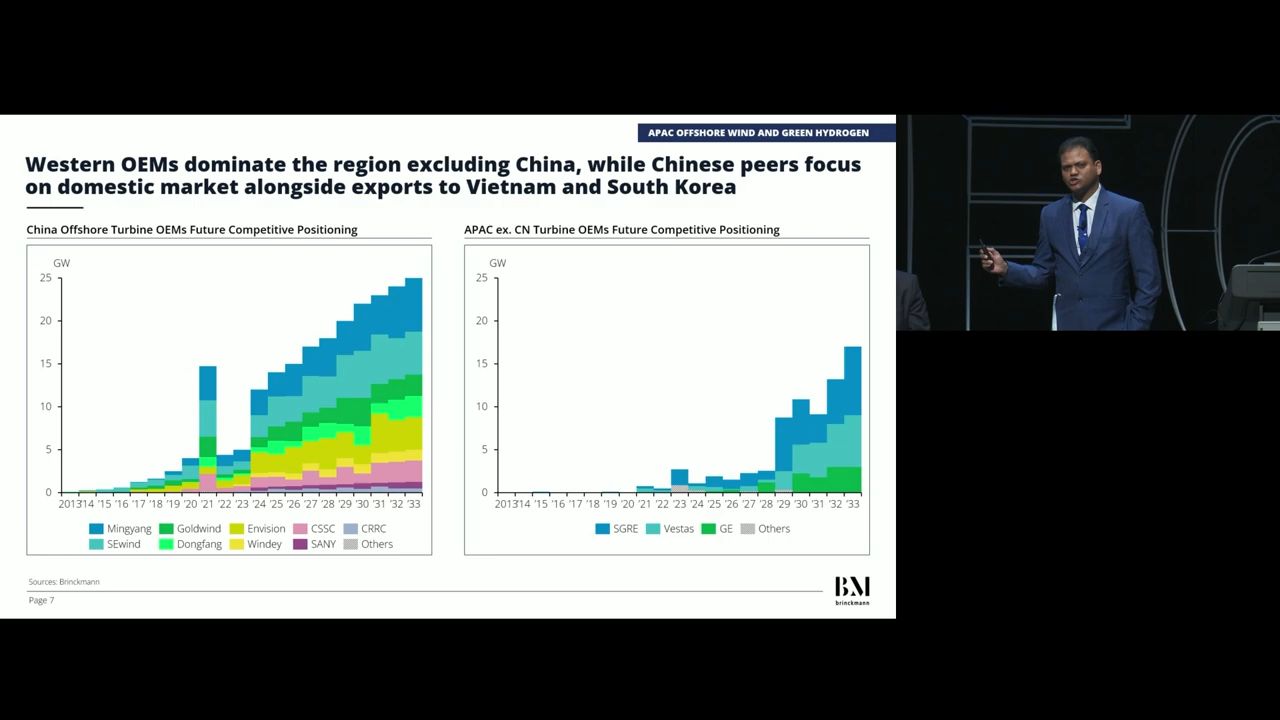 APAC OFFSHORE WIND AND GREEN HYDROGEN
Western OEMs dominate the region excluding China, while Chinese peers focus
on domestic market alongside exports to Vietnam and South Korea
China Offshore Turbine OEMs Future Competitive Positioning
GW
25
20
15
10
5
0
2013 '14 '15 '16 '17 '18 '19 '20 '21 '22 '23 '24 '25 '26 '27 '28 '29 '30 '31 '32 '33
Mingyang Goldwind Envision CSSC CRRC
SEwind Dongfang Windey SANY Others
APAC ex. CN Turbine OEMs Future Competitive Positioning
GW
25
20
15
10
5
0
2013 '14 '15 '16 '17 '18 '19 '20 '21 '22 '23 '24 '25 '26 '27 '28 '29 '30 '31 '32 '33
SGRE Vestas GE Others
Sources: Brinckmann
Page 7
BM
brinckmann